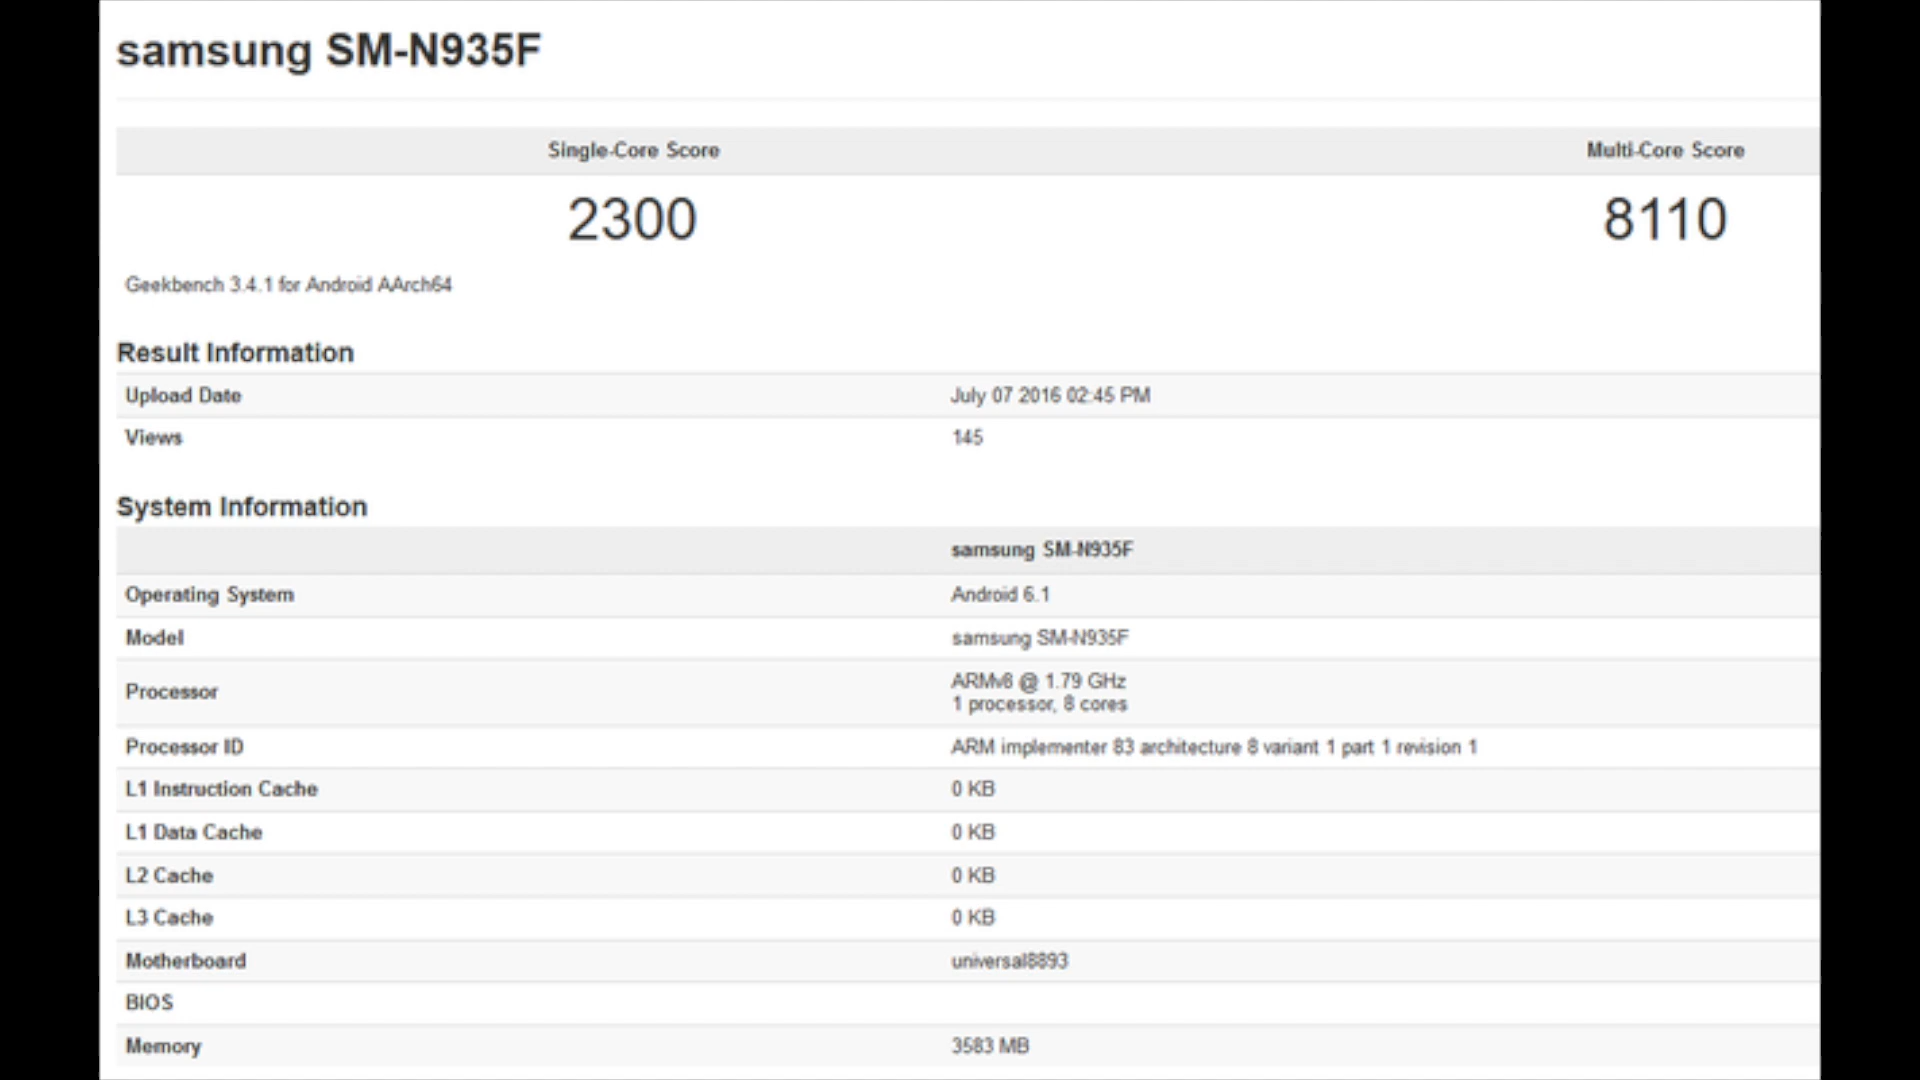 samsung SM-N935F
Single-Core Score Multi-Core Score
2300 8110
Geekbench 3.4.1 for Android AArch64
Result Information
Upload Date July 07 2016 02:45 PM
Views 145
System Information
samsung SM-N935F
Operating System Android 6.1
Model samsung SM-N935F
Processor ARMv8 @ 1.79 GHz
1 processor, 8 cores
Processor ID ARM implementer 83 architecture 8 variant 1 part 1 revision 1
L1 Instruction Cache 0 KB
L1 Data Cache 0 KB
L2 Cache 0 KB
L3 Cache 0 KB
Motherboard universal8893
BIOS
Memory 3583 MB